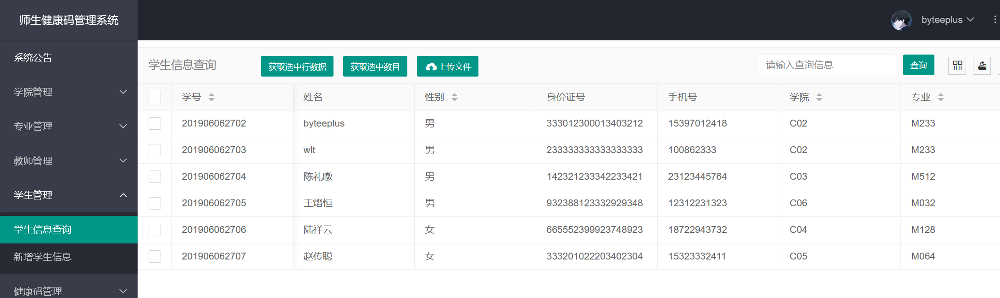 师生健康码管理系统
byteeplus
系统公告
学院管理
专业管理
教师管理
学生管理
学生信息查询
新增学生信息
健康码管理
学生信息查询 获取选中行数据 获取选中数目 上传文件 请输入查询信息 查询
学号 姓名 性别 身份证号 手机号 学院 专业
201906062702 byteeplus 男 333012300013403212 15397012418 C02 M233
201906062703 wlt 男 233333333333333333 100862333 C02 M233
201906062704 陈礼暾 男 142321233342233421 23123445764 C03 M512
201906062705 王熠恒 男 932388123332929348 12312231323 C06 M032
201906062706 陆祥云 女 665552399923748923 18722943732 C04 M128
201906062707 赵传聪 女 333201022203402304 15323332411 C05 M064